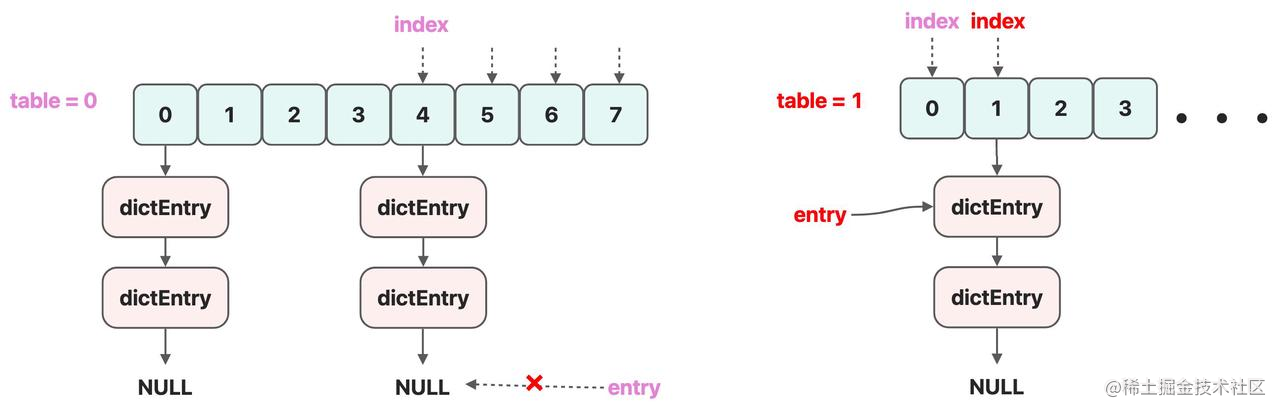 index
index index
table = 0
0 1 2 3 4 5 6 7
table = 1
0 1 2 3
dictEntry
dictEntry
entry
dictEntry
dictEntry
dictEntry
dictEntry
NULL
NULL
entry
NULL
@稀土掘金技术社区